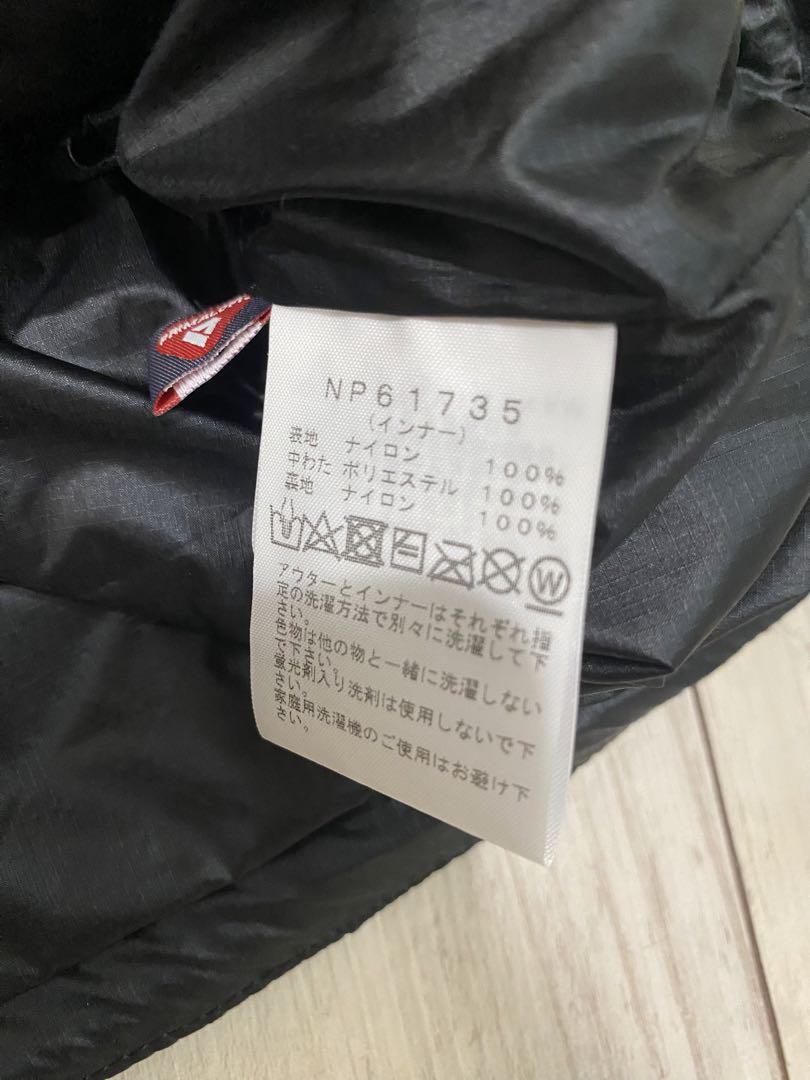 PRIMALOFT
NP61735
(インナー)
表地 ナイロン 100%
中わた ポリエステル 100%
裏地 ナイロン 100%
W
アウターとインナーはそれぞれ指
定の洗濯方法で別々に洗濯して下
さい。
色物は他の物と一緒に洗濯しない
で下さい。
蛍光剤入り洗剤は使用しないで下
さい。
家庭用洗濯機のご使用はお避け下
さい。